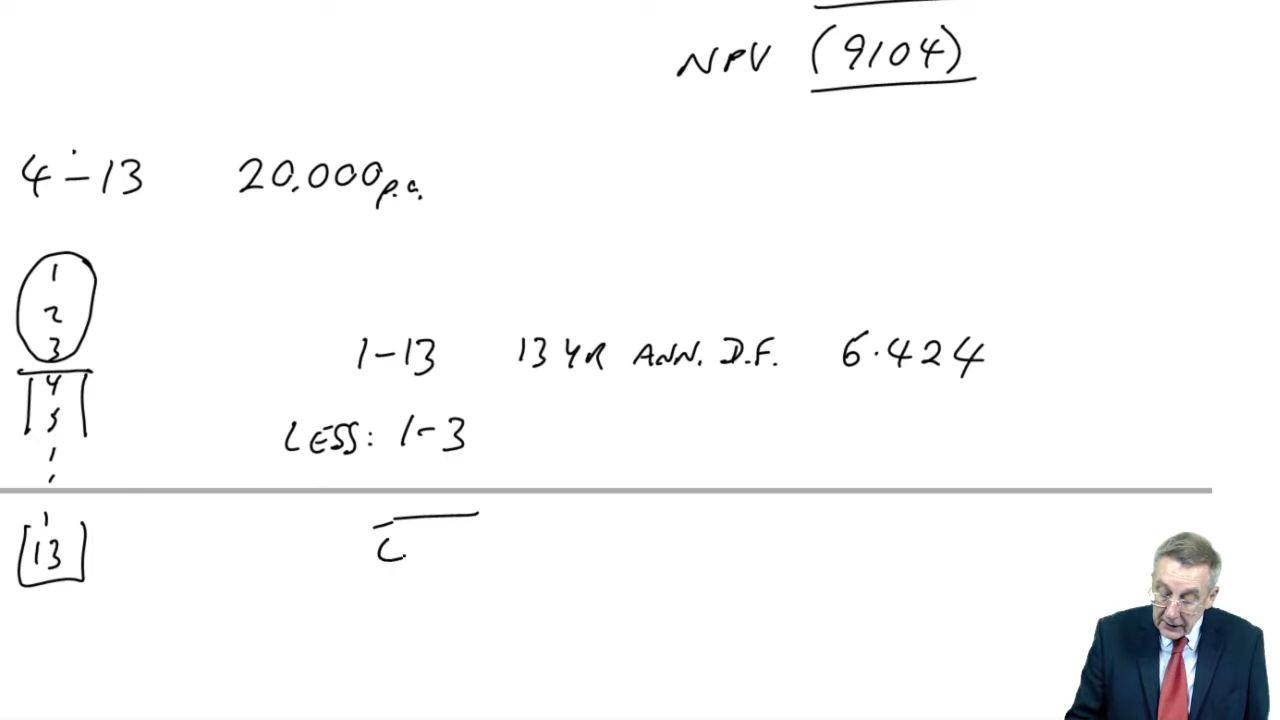 NPV (9104)
4-13 20,000 p.a.
1
2
3
4
5
13
1-13 13 YR ANN. D.F. 6.424
LESS: 1-3